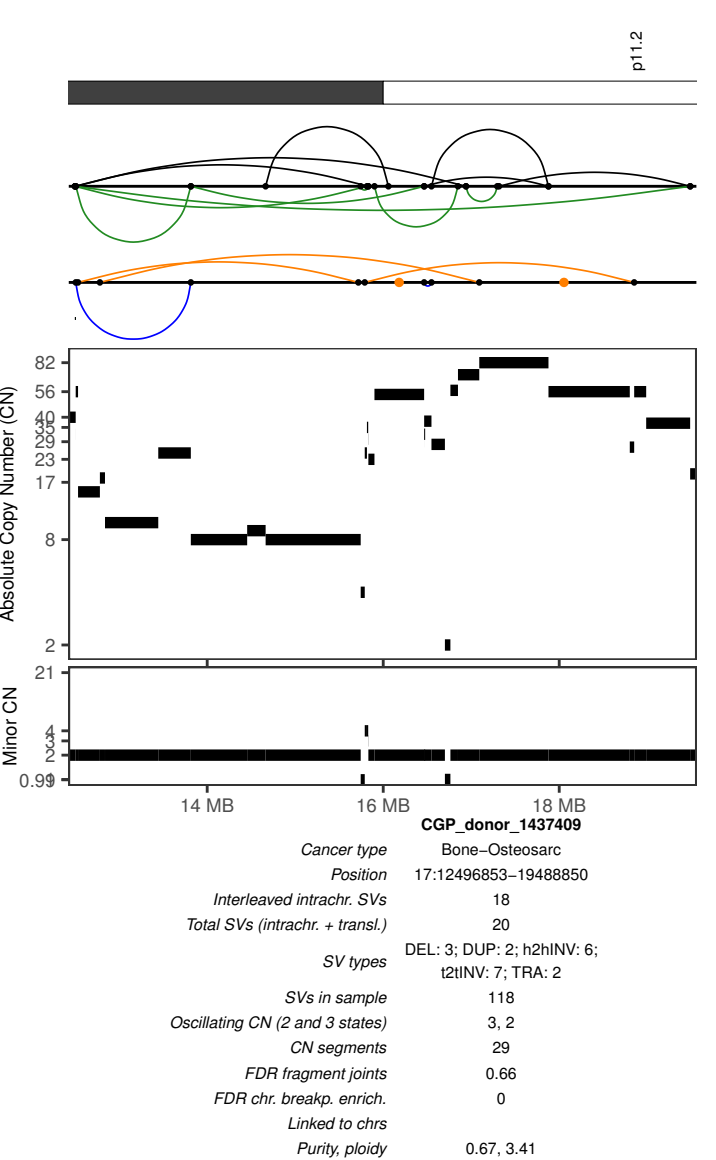 p11.2
Absolute Copy Number (CN)
82
56
40
35
29
23
17
8
2
Minor CN
21
4
3
2
0.99
14 MB 16 MB 18 MB
CGP_donor_1437409
Cancer type Bone−Osteosarc
Position 17:12496853−19488850
Interleaved intrachr. SVs 18
Total SVs (intrachr. + transl.) 20
SV types DEL: 3; DUP: 2; h2hINV: 6;
t2tINV: 7; TRA: 2
SVs in sample 118
Oscillating CN (2 and 3 states) 3, 2
CN segments 29
FDR fragment joints 0.66
FDR chr. breakp. enrich. 0
Linked to chrs
Purity, ploidy 0.67, 3.41